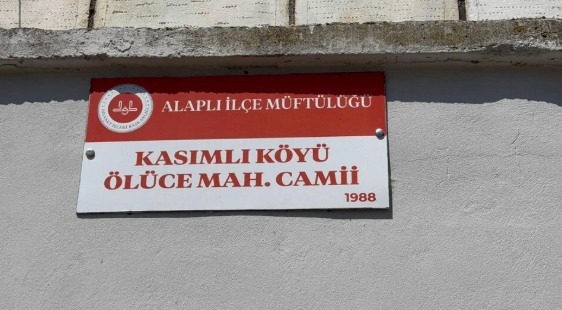 ALAPLI İLÇE MÜFTÜLÜĞÜ
KASIMLI KÖYÜ
ÖLÜCE MAH. CAMİİ
1988